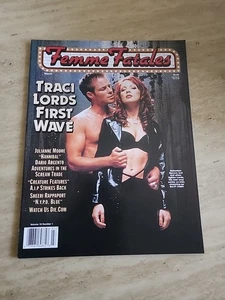 Femme Fatales
TRACI
LORDS
FIRST
WAVE
JULIANNE MOORE
"HANNIBAL"
DARIO ARGENTO
ADVENTURES IN THE
SCREAM TRADE
"CREATURE FEATURES"
A.I.P STRIKES BACK
SHEERI RAPPAPORT
"N.Y.P.D. BLUE"
WATCH US DIE.COM